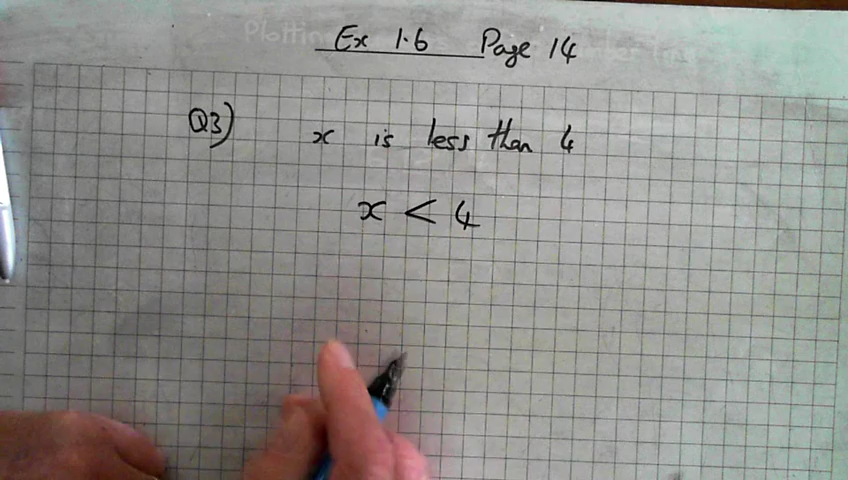 Ex 1.6 Page 14
Q3) x is less than 4
x < 4